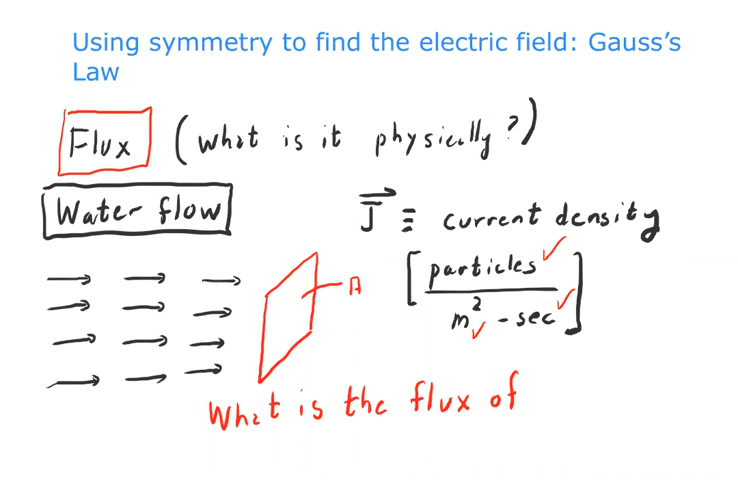 Using symmetry to find the electric field: Gauss's
Law
Flux (What is it physically?)
Water flow
J ≡ current density
[particles
m² - sec]
A
What is the flux of